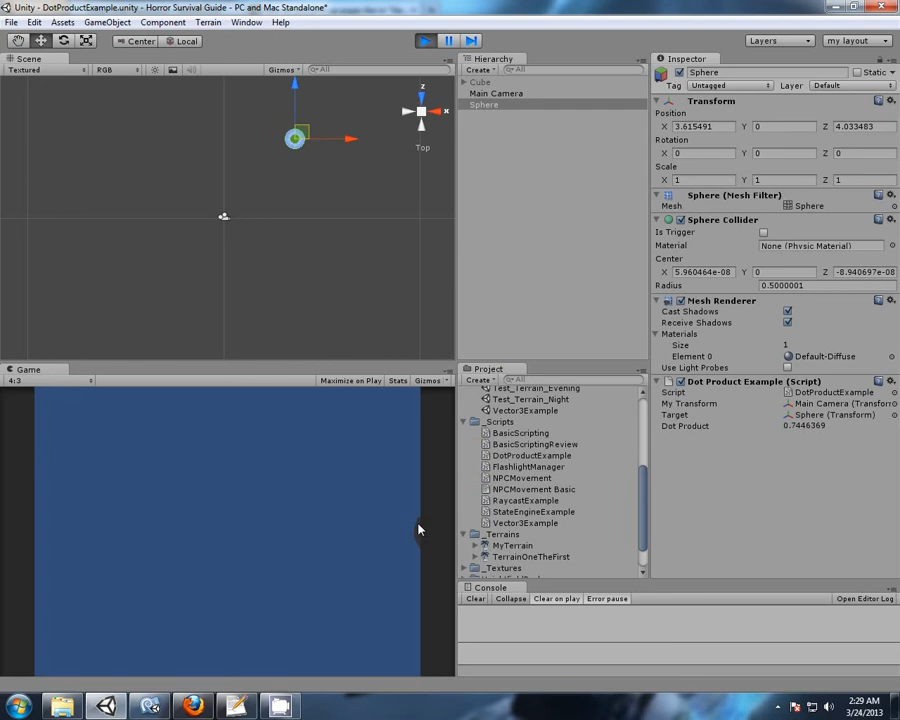 Unity - DotProductExample.unity - Horror Survival Guide - PC and Mac Standalone*
File Edit Assets GameObject Component Terrain Window Help
Center Local Layers my layout
Scene
Textured RGB Gizmos All
z
x
Top
Hierarchy
Create All
Cube
Main Camera
Sphere
Inspector
Sphere Static
Tag Untagged Layer Default
Transform
Position
X 3.615491 Y 0 Z 4.033483
Rotation
X 0 Y 0 Z 0
Scale
X 1 Y 1 Z 1
Sphere (Mesh Filter)
Mesh Sphere
Sphere Collider
Is Trigger
Material None (Physic Material)
Center
X 5.960464e-08 Y 0 Z -8.940697e-08
Radius 0.5000001
Mesh Renderer
Cast Shadows
Receive Shadows
Materials
Size 1
Element 0 Default-Diffuse
Use Light Probes
Dot Product Example (Script)
Script DotProductExample
My Transform Main Camera (Transform
Target Sphere (Transform)
Dot Product 0.7446369
Game
4:3 Maximize on Play Stats Gizmos
Project
Create All
Test_Terrain_Evening
Test_Terrain_Night
Vector3Example
_Scripts
BasicScripting
BasicScriptingReview
DotProductExample
FlashlightManager
NPCMovement
NPCMovement Basic
RaycastExample
StateEngineExample
Vector3Example
_Terrains
MyTerrain
TerrainOneTheFirst
_Textures
Console
Clear Collapse Clear on play Error pause Open Editor Log
2:29 AM
3/24/2013